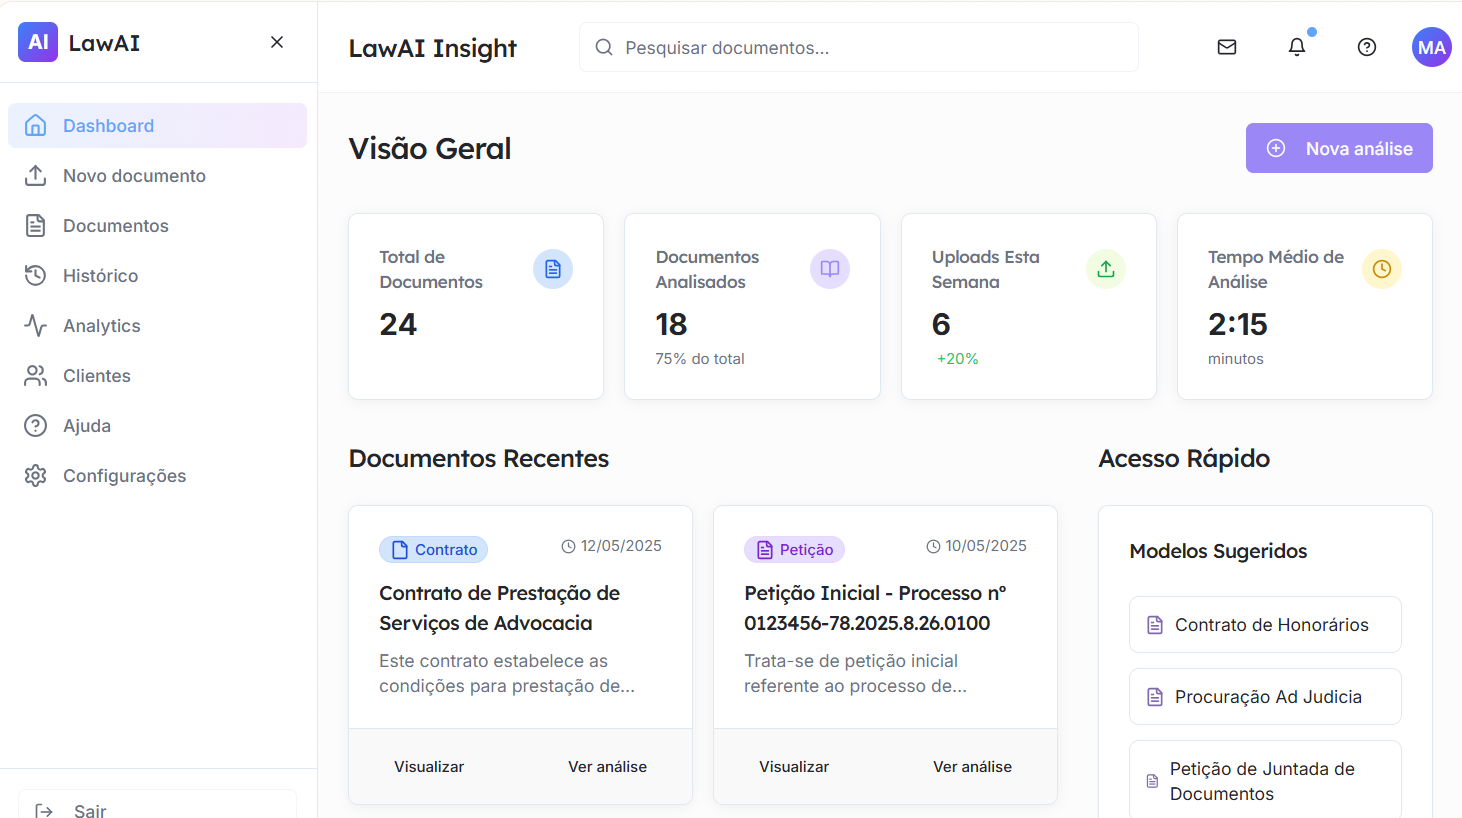 AI LawAI
Dashboard
Novo documento
Documentos
Histórico
Analytics
Clientes
Ajuda
Configurações
Sair
LawAI Insight
Pesquisar documentos...
MA
Visão Geral
Nova análise
Total de
Documentos
24
Documentos
Analisados
18
75% do total
Uploads Esta
Semana
6
+20%
Tempo Médio de
Análise
2:15
minutos
Documentos Recentes
Contrato
12/05/2025
Contrato de Prestação de
Serviços de Advocacia
Este contrato estabelece as
condições para prestação de...
Visualizar
Ver análise
Petição
10/05/2025
Petição Inicial - Processo nº
0123456-78.2025.8.26.0100
Trata-se de petição inicial
referente ao processo de...
Visualizar
Ver análise
Acesso Rápido
Modelos Sugeridos
Contrato de Honorários
Procuração Ad Judicia
Petição de Juntada de
Documentos